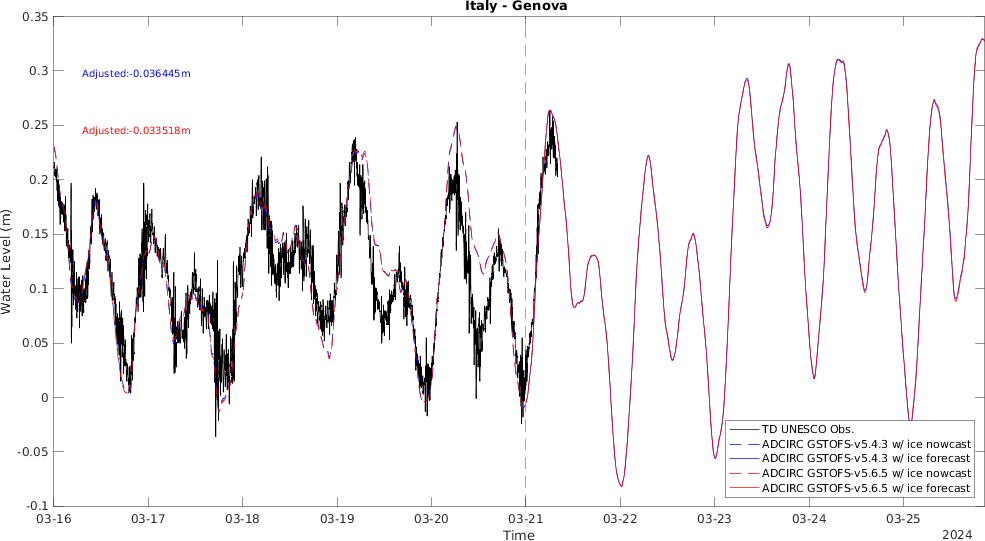 Italy - Genova
0.35
0.3
0.25
0.2
0.15
0.1
0.05
0
-0.05
-0.1
Water Level (m)
Adjusted:-0.036445m
Adjusted:-0.033518m
TD UNESCO Obs.
ADCIRC GSTOFS-v5.4.3 w/ ice nowcast
ADCIRC GSTOFS-v5.4.3 w/ ice forecast
ADCIRC GSTOFS-v5.6.5 w/ ice nowcast
ADCIRC GSTOFS-v5.6.5 w/ ice forecast
03-16 03-17 03-18 03-19 03-20 03-21 03-22 03-23 03-24 03-25
Time
2024